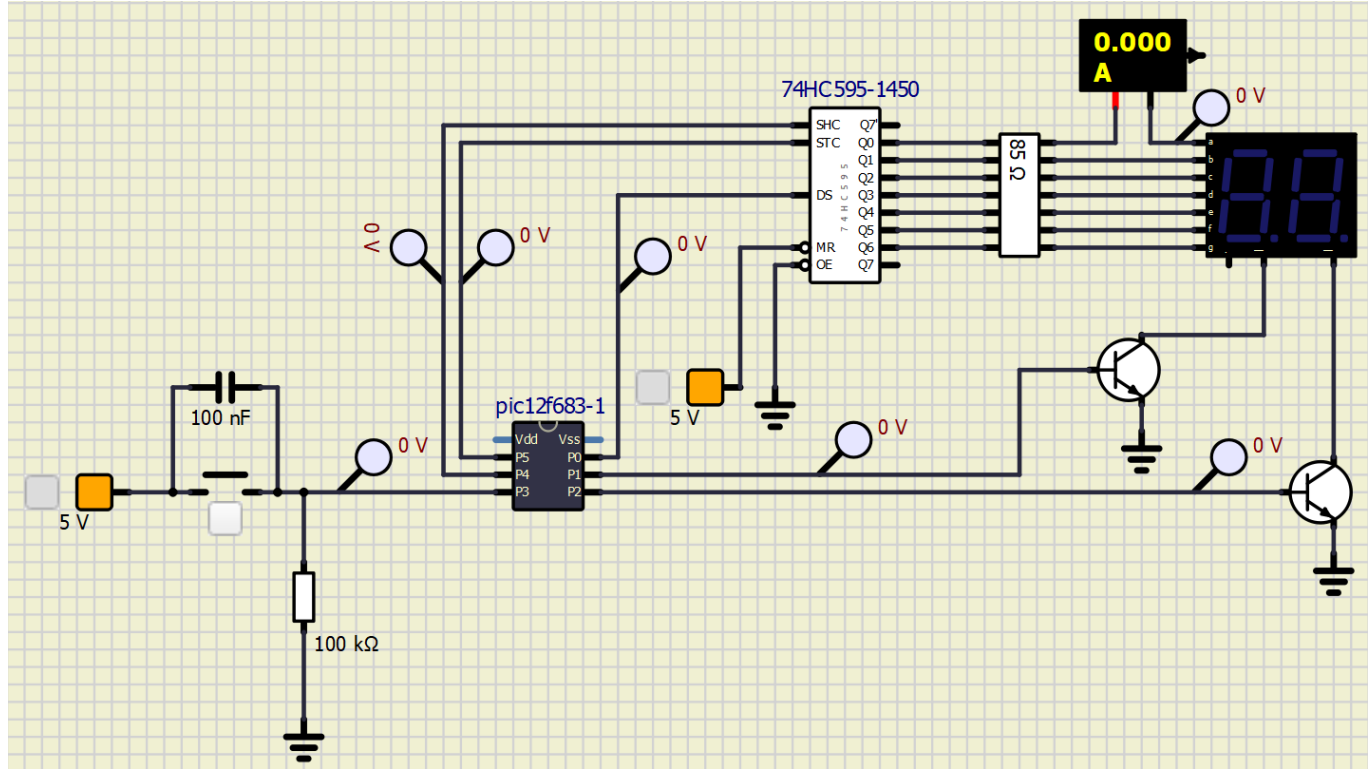 0.000
A
0 V
74HC595-1450
SHC Q7'
STC Q0
Q1
Q2
DS Q3
Q4
Q5
MR Q6
OE Q7
74HC595
85 Ω
a
b
c
d
e
f
g
0 V
0 V
0 V
100 nF
5 V
pic12f683-1
Vdd Vss
P5 P0
P4 P1
P3 P2
5 V
0 V
0 V
0 V
100 kΩ